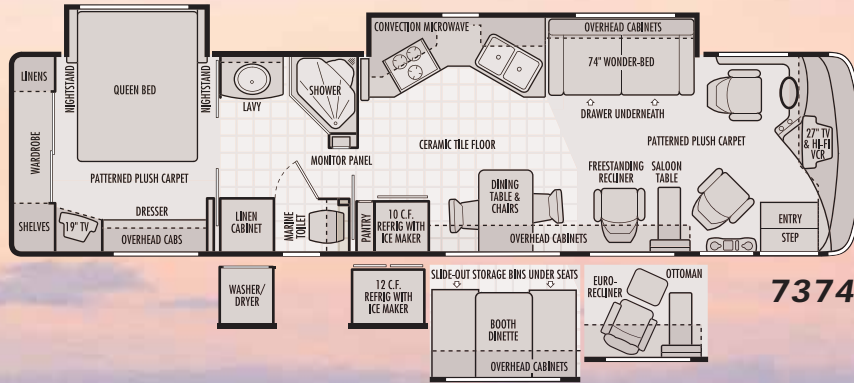 CONVECTION MICROWAVE
OVERHEAD CABINETS
LINENS
NIGHTSTAND
QUEEN BED
NIGHTSTAND
LAVY
SHOWER
74" WONDER-BED
DRAWER UNDERNEATH
27" TV
& HI-FI
VCR
WARDROBE
MONITOR PANEL
CERAMIC TILE FLOOR
PATTERNED PLUSH CARPET
PATTERNED PLUSH CARPET
FREESTANDING
RECLINER
SALOON
TABLE
SHELVES
19" TV
DRESSER
OVERHEAD CABS
LINEN
CABINET
MARINE
TOILET
PANTRY
10 C.F.
REFRIG WITH
ICE MAKER
DINING
TABLE &
CHAIRS
OVERHEAD CABINETS
ENTRY
STEP
WASHER/
DRYER
12 C.F.
REFRIG WITH
ICE MAKER
SLIDE-OUT STORAGE BINS UNDER SEATS
BOOTH
DINETTE
OVERHEAD CABINETS
EURO-
RECLINER
OTTOMAN
7374